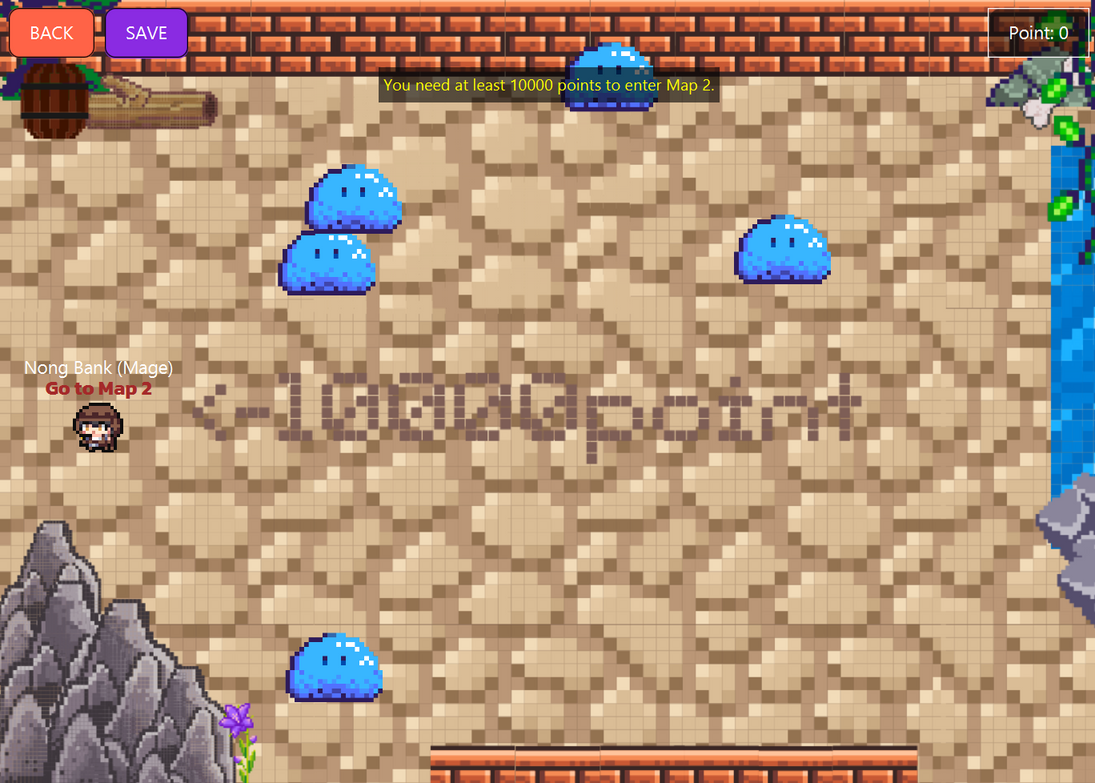 BACK
SAVE
Point: 0
You need at least 10000 points to enter Map 2.
Nong Bank (Mage)
Go to Map 2
<-10000point